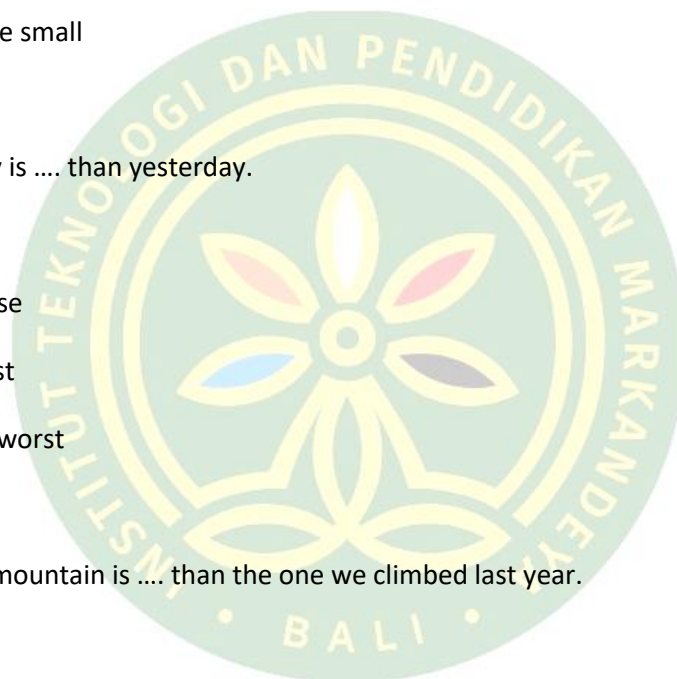 e small
is .... than yesterday.
se
st
worst
mountain is .... than the one we climbed last year.
INSTITUT TEKNOLOGI DAN PENDIDIKAN MARKANDEYA
• BALI •